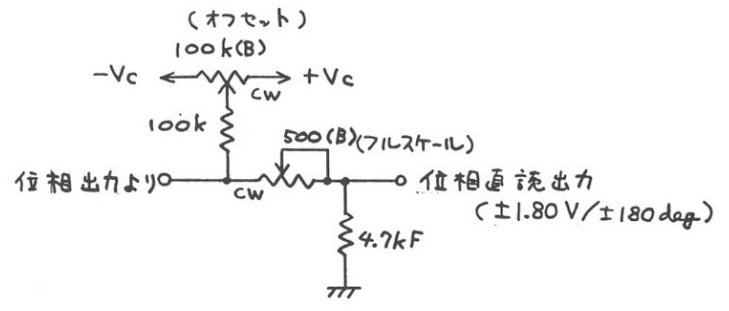 (オフセット)
100k(B)
-Vc
+Vc
CW
100k
500(B)(フルスケール)
位相出力より
CW
位相直読出力
(±1.80V/±180deg)
4.7kF